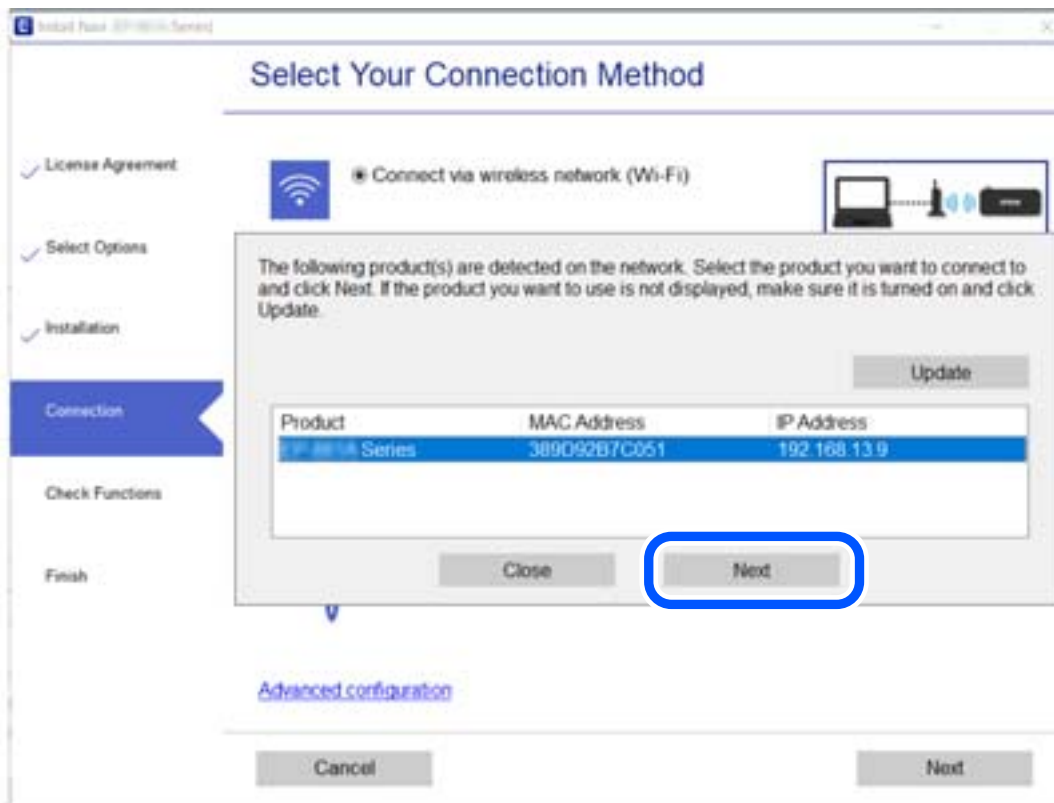 Series
Select Your Connection Method
License Agreement
Connect via wireless network (Wi-Fi)
Select Options
The following product(s) are detected on the network. Select the product you want to connect to
and click Next. If the product you want to use is not displayed, make sure it is turned on and click
Update.
Installation
Update
Connection
Product MAC Address IP Address
Series 389D92B7C051 192.168.13.9
Check Functions
Close Next
Finish
Advanced configuration
Cancel Next